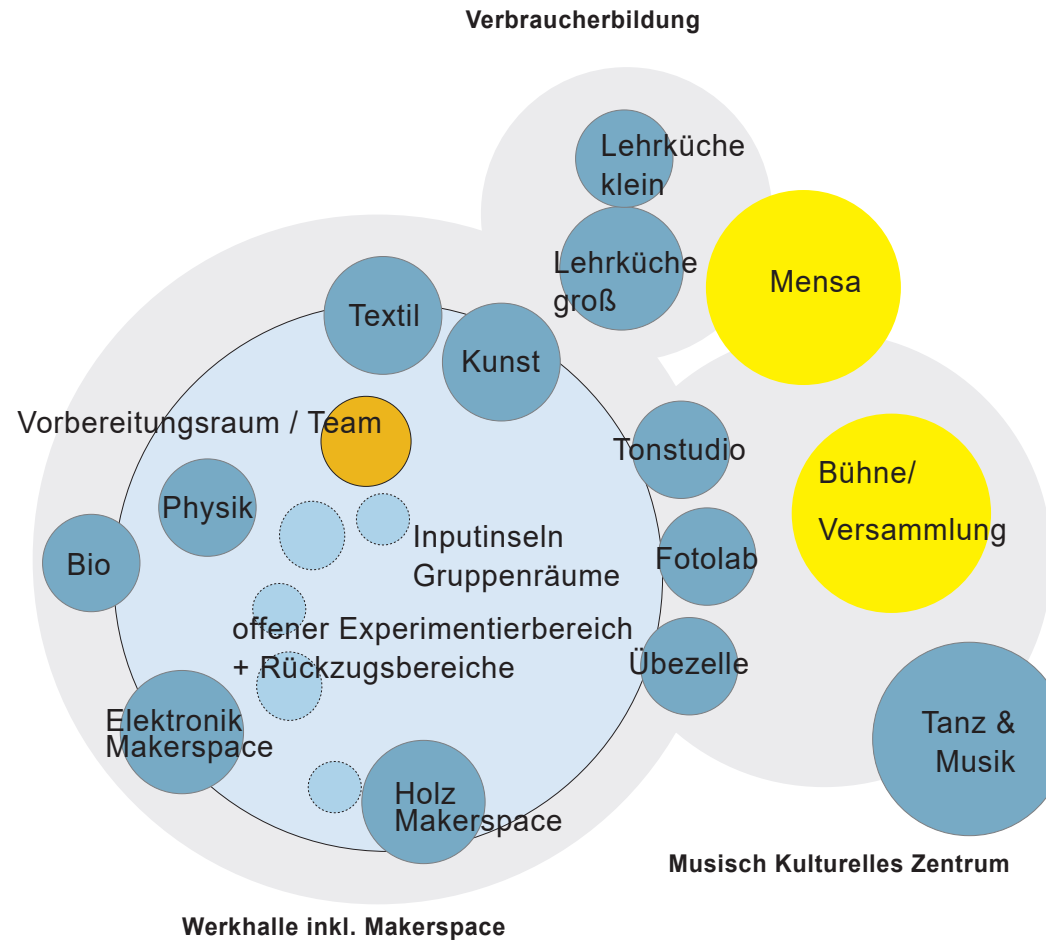 Verbraucherbildung
Lehrküche
klein
Lehrküche
groß
Mensa
Textil
Kunst
Vorbereitungsraum / Team
Tonstudio
Bühne/
Versammlung
Physik
Bio
Inputinseln
Gruppenräume
Fotolab
offener Experimentierbereich
+ Rückzugsbereiche
Übezelle
Elektronik
Makerspace
Tanz &
Musik
Holz
Makerspace
Musisch Kulturelles Zentrum
Werkhalle inkl. Makerspace